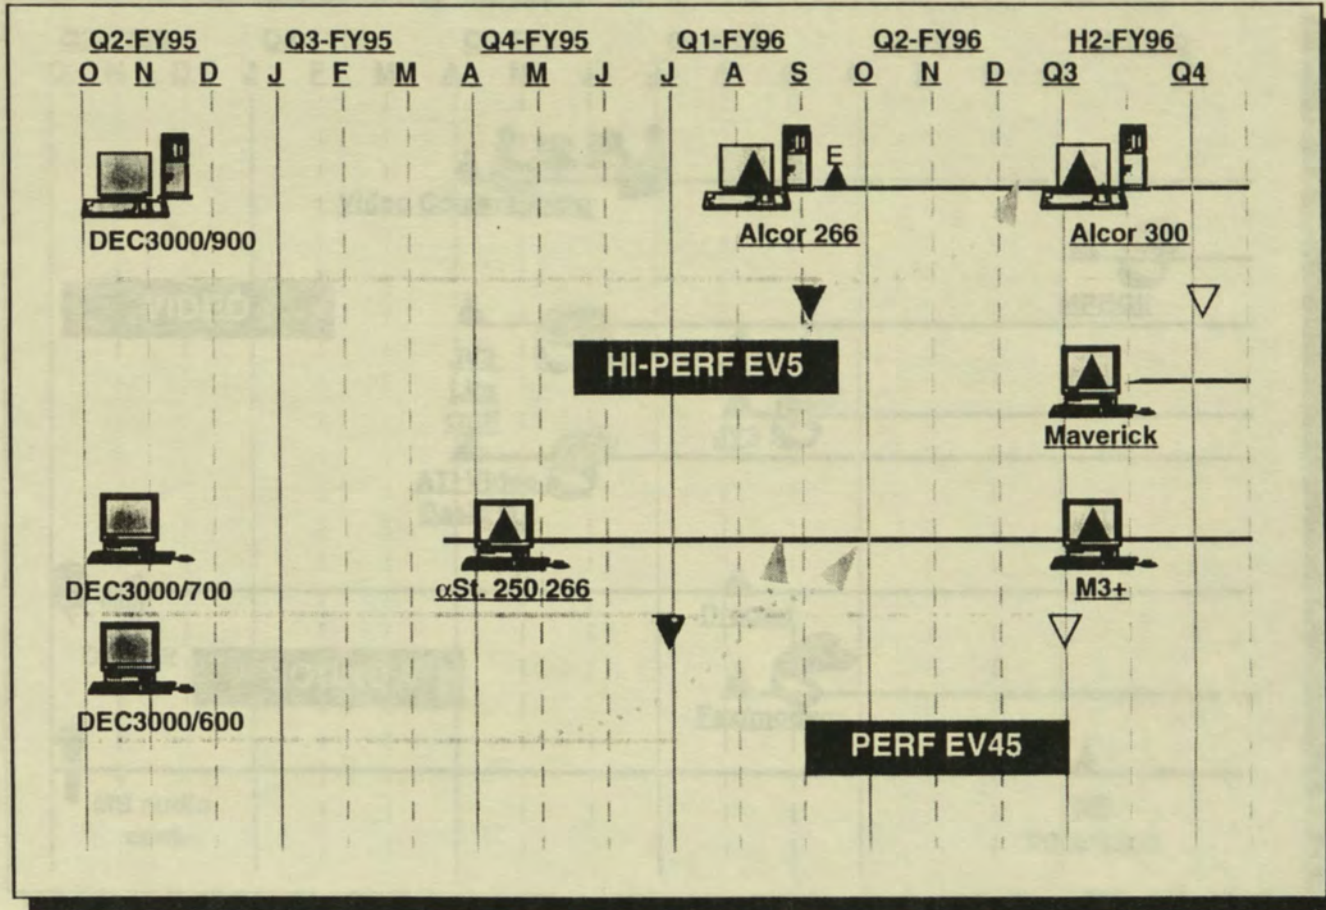 Q2-FY95 Q3-FY95 Q4-FY95 Q1-FY96 Q2-FY96 H2-FY96
O N D J F M A M J J A S O N D Q3 Q4
E
DEC3000/900 Alcor 266 Alcor 300
HI-PERF EV5
Maverick
DEC3000/700 αSt. 250 266 M3+
DEC3000/600
PERF EV45